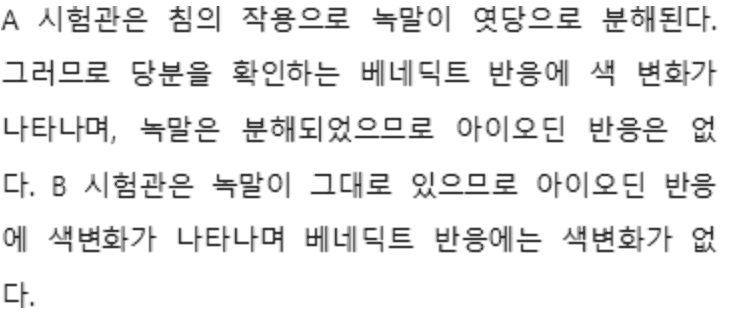 A 시험관은 침의 작용으로 녹말이 엿당으로 분해된다.
그러므로 당분을 확인하는 베네딕트 반응에 색 변화가
나타나며, 녹말은 분해되었으므로 아이오딘 반응은 없
다. B 시험관은 녹말이 그대로 있으므로 아이오딘 반응
에 색변화가 나타나며 베네딕트 반응에는 색변화가 없
다.